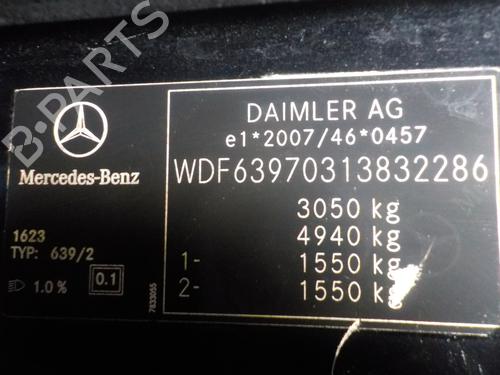 B-PARTS
Mercedes-Benz
DAIMLER AG
e1*2007/46*0457
WDF63970313832286
3050 kg
4940 kg
1- 1550 kg
2- 1550 kg
1623
TYP: 639/2
1.0 % 0.1
7833055